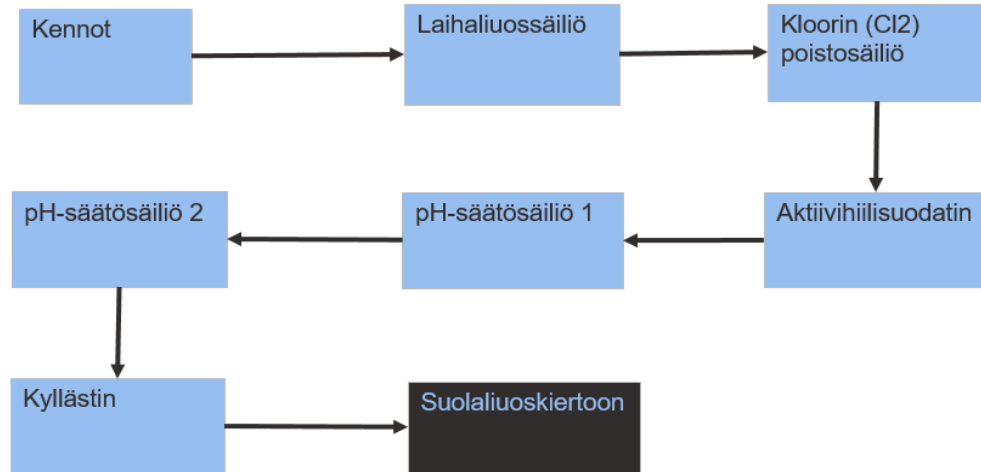 Kennot
Laihaliuossäiliö
Kloorin (Cl2)
poistosäiliö
Aktiivihiilisuodatin
pH-säätösäiliö 1
pH-säätösäiliö 2
Kyllästin
Suolaliuoskiertoon